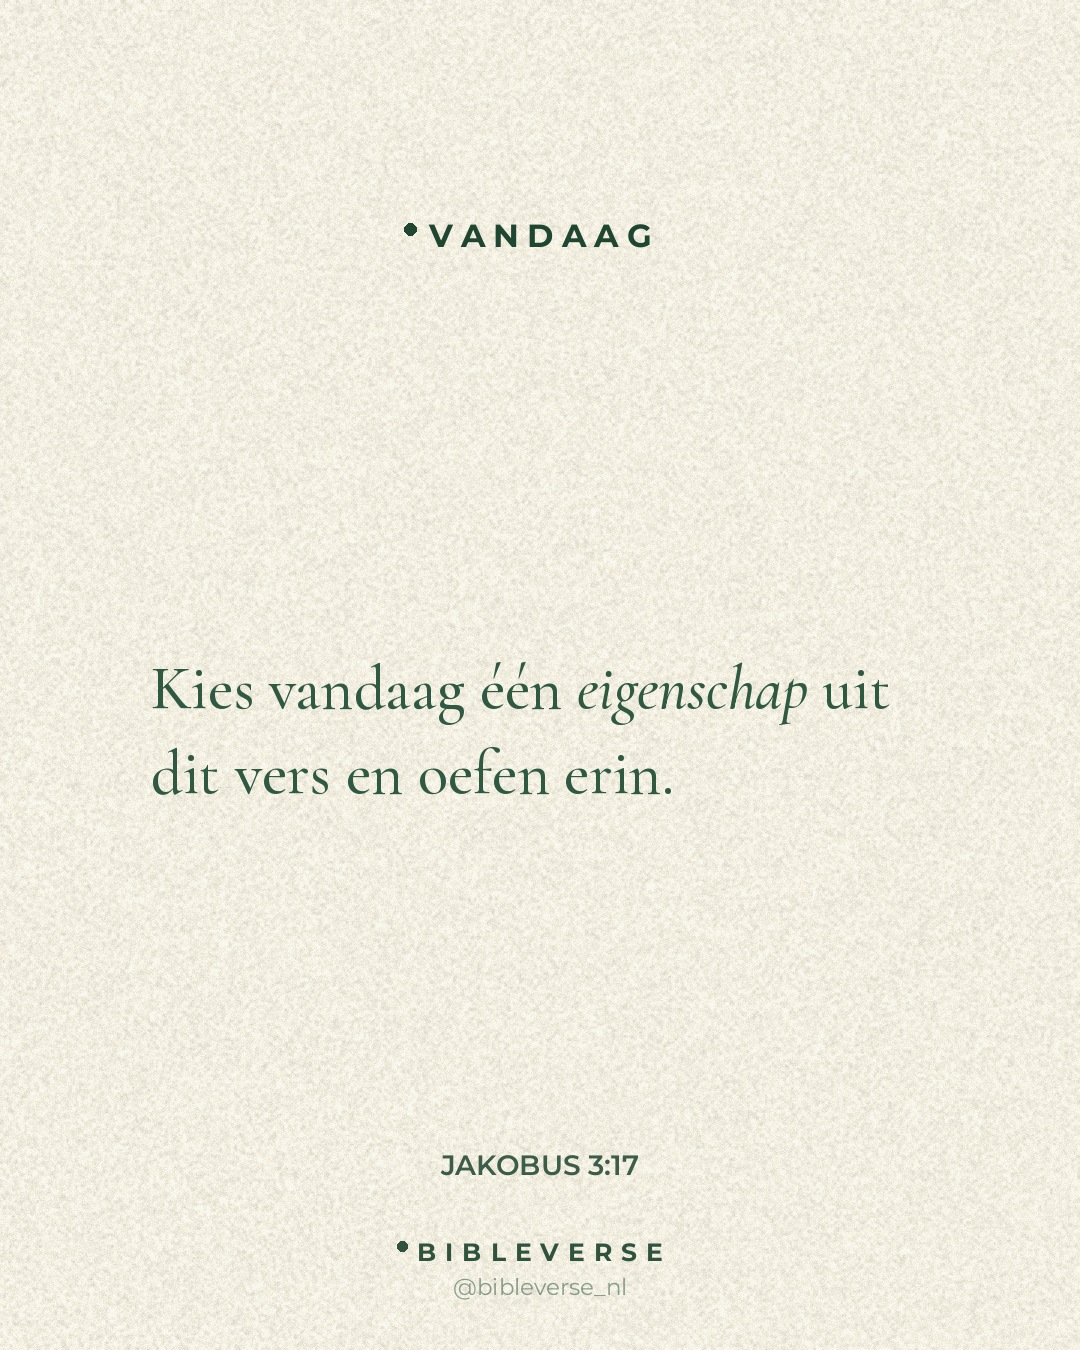 VANDAAG
Kies vandaag één eigenschap uit
dit vers en oefen erin.
JAKOBUS 3:17
BIBLEVERSE
@bibleverse_nl